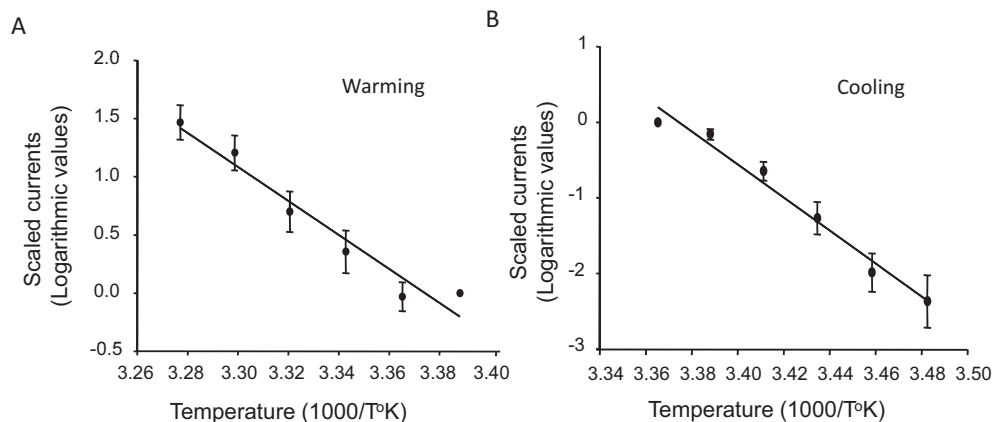 A
Scaled currents
(Logarithmic values)
2.0
1.5
1.0
0.5
0.0
-0.5
Warming
3.26 3.28 3.30 3.32 3.34 3.36 3.38 3.40
Temperature (1000/T°K)
B
Scaled currents
(Logarithmic values)
1
0
-1
-2
-3
Cooling
3.34 3.36 3.38 3.40 3.42 3.44 3.46 3.48 3.50
Temperature (1000/T°K)